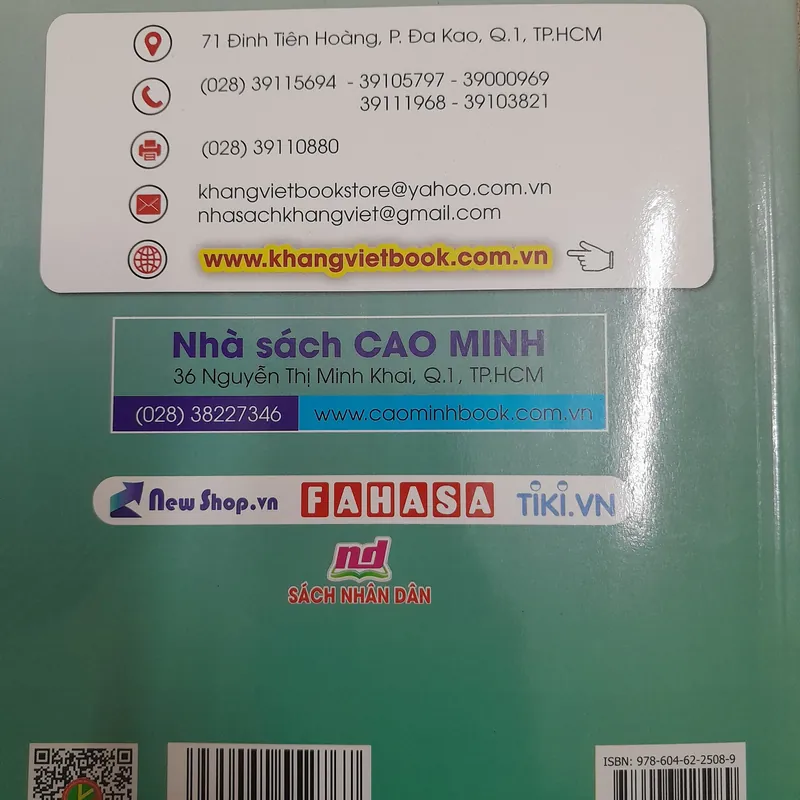 71 Đinh Tiên Hoàng, P. Đa Kao, Q.1, TP.HCM
(028) 39115694 - 39105797 - 39000969
39111968 - 39103821
(028) 39110880
khangvietbookstore@yahoo.com.vn
nhasachkhangviet@gmail.com
www.khangvietbook.com.vn
Nhà sách CAO MINH
36 Nguyễn Thị Minh Khai, Q.1, TP.HCM
(028) 38227346 www.caominhbook.com.vn
New Shop.vn FAHASA TiKi.VN
nd
SÁCH NHÂN DÂN
ISBN: 978-604-62-2508-9